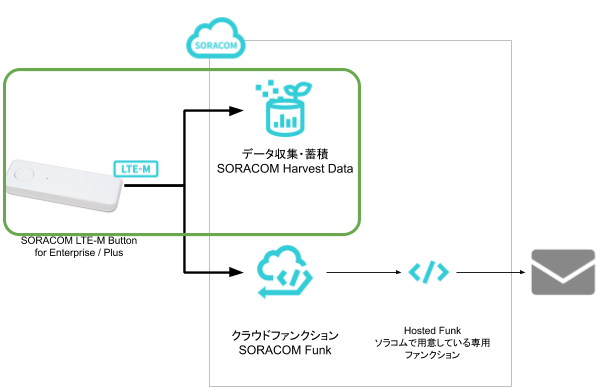 SORACOM
LTE-M
データ収集・蓄積
SORACOM Harvest Data
SORACOM LTE-M Button
for Enterprise / Plus
クラウドファンクション
SORACOM Funk
Hosted Funk
ソラコムで用意している専用
ファンクション